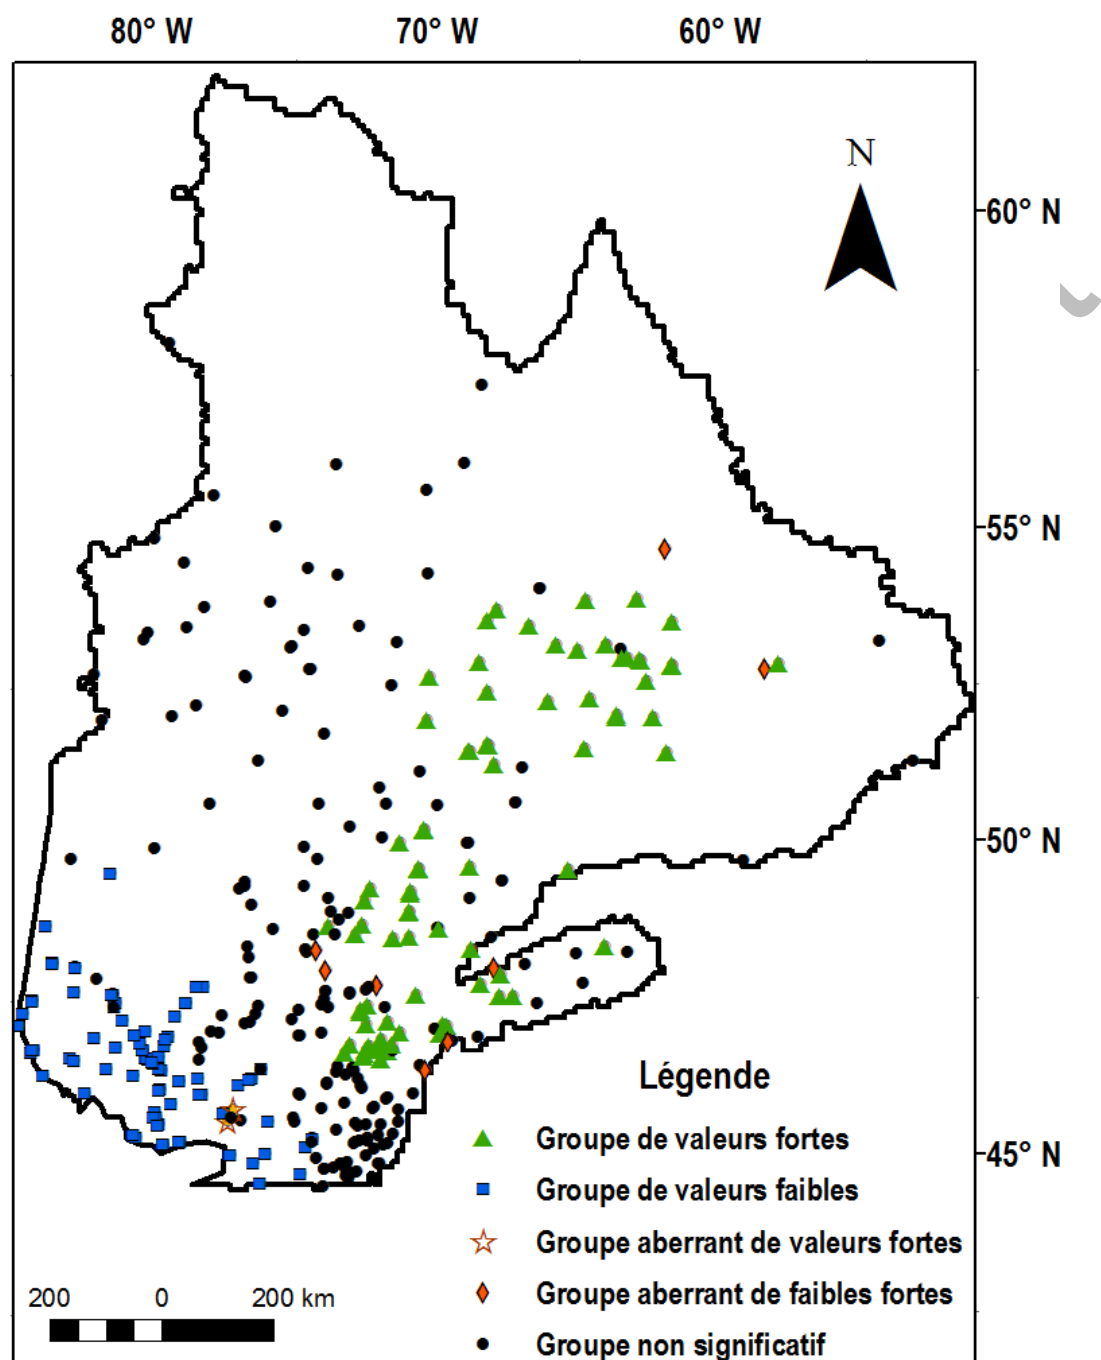 80° W 70° W 60° W
N
60° N
55° N
50° N
45° N
Légende
Groupe de valeurs fortes
Groupe de valeurs faibles
Groupe aberrant de valeurs fortes
Groupe aberrant de faibles fortes
Groupe non significatif
200 0 200 km